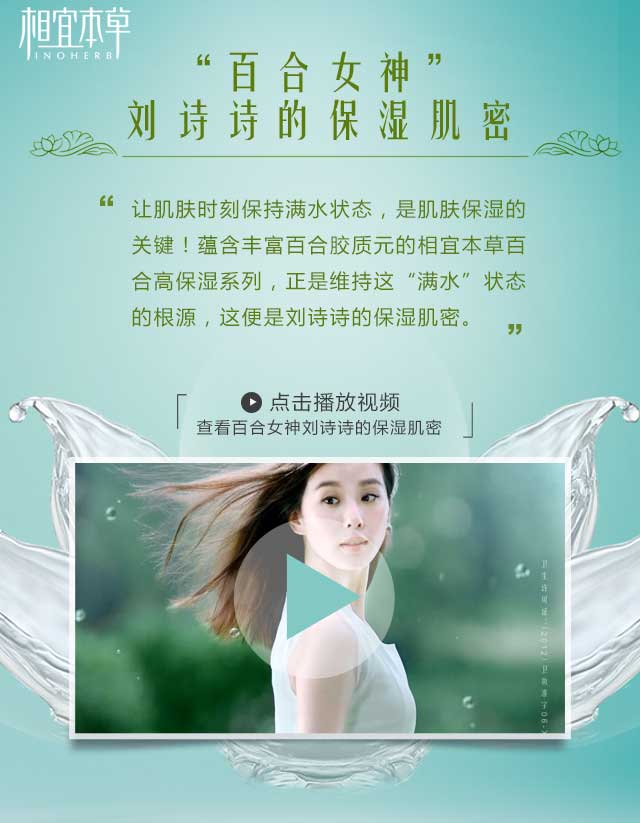 相宜本草
INOHERB
“百合女神”
刘诗诗的保湿肌密
“ 让肌肤时刻保持满水状态，是肌肤保湿的
关键！蕴含丰富百合胶质元的相宜本草百
合高保湿系列，正是维持这“满水”状态
的根源，这便是刘诗诗的保湿肌密。 ”
点击播放视频
查看百合女神刘诗诗的保湿肌密